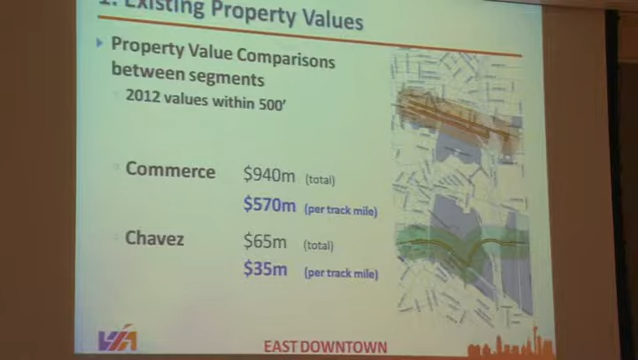 1. Existing Property Values
Property Value Comparisons
between segments
2012 values within 500'
Commerce $940m (total)
$570m (per track mile)
Chavez $65m (total)
$35m (per track mile)
VIA
EAST DOWNTOWN